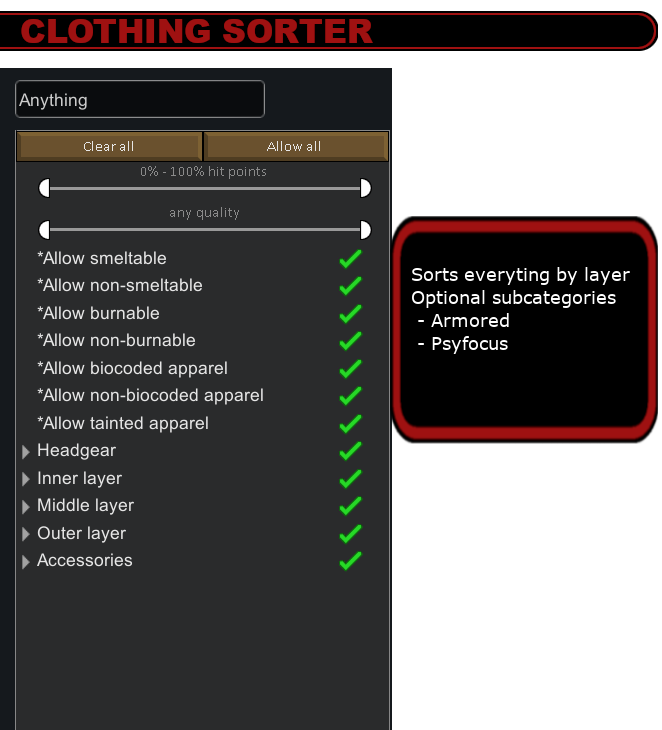 CLOTHING SORTER
Anything
Clear all
Allow all
0% - 100% hit points
any quality
*Allow smeltable
*Allow non-smeltable
*Allow burnable
*Allow non-burnable
*Allow biocoded apparel
*Allow non-biocoded apparel
*Allow tainted apparel
Headgear
Inner layer
Middle layer
Outer layer
Accessories
Sorts everyting by layer
Optional subcategories
- Armored
- Psyfocus